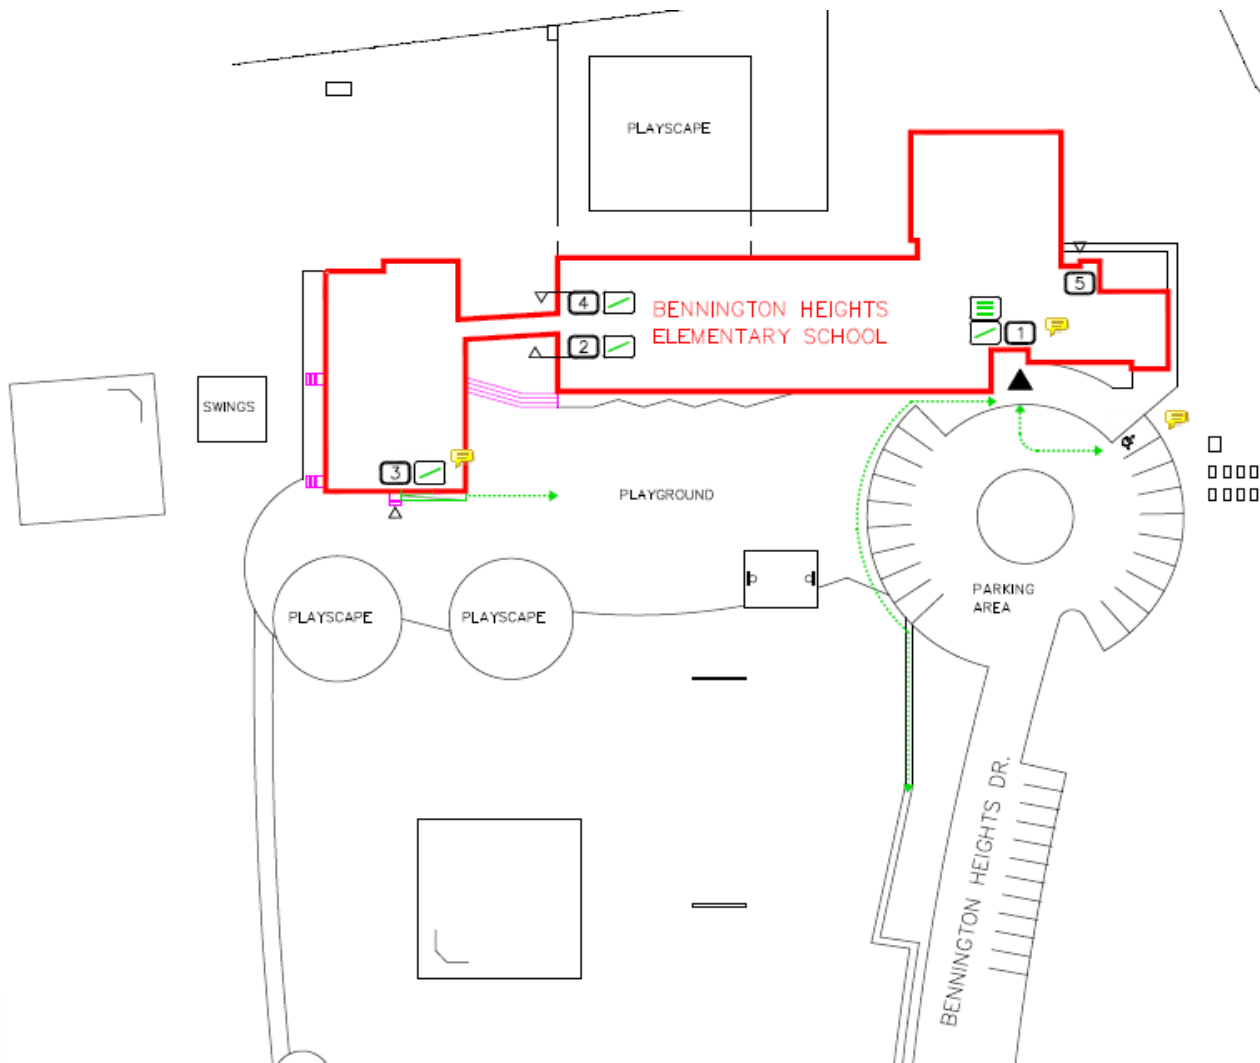 PLAYSCAPE
5
4
BENNINGTON HEIGHTS
ELEMENTARY SCHOOL
1
2
SWINGS
3
PLAYGROUND
PARKING
AREA
PLAYSCAPE
PLAYSCAPE
BENNINGTON HEIGHTS DR.